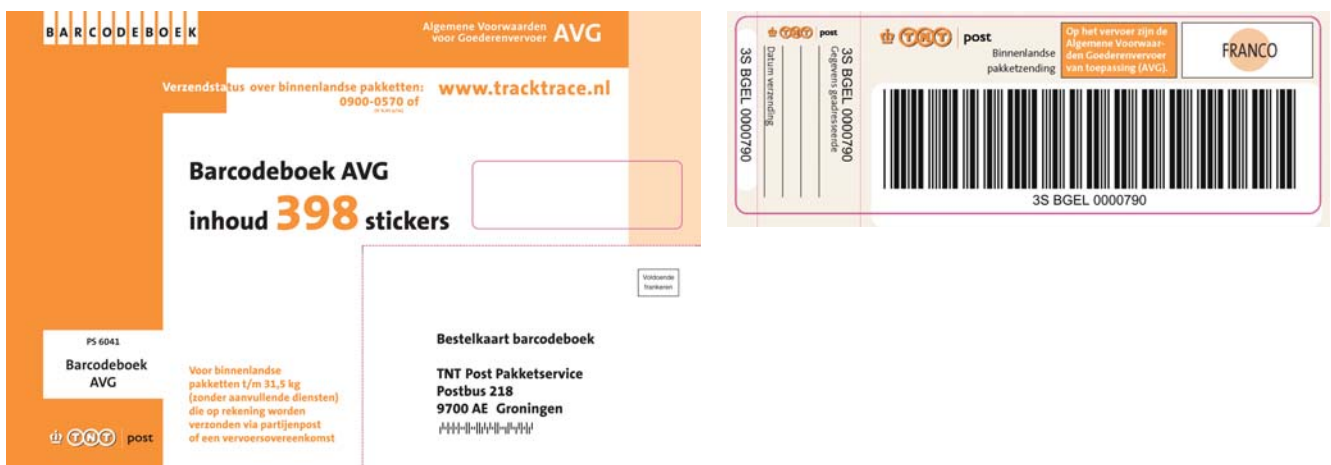 BARCODEBOEK
Algemene Voorwaarden
voor Goederenvervoer AVG
Verzendstatus over binnenlandse pakketten:
0900-0570 of
www.tracktrace.nl
Barcodeboek AVG
inhoud 398 stickers
Voldoende
frankeren
PS 6041
Barcodeboek
AVG
Voor binnenlandse
pakketten t/m 31,5 kg
(zonder aanvullende diensten)
die op rekening worden
verzonden via partijenpost
of een vervoersovereenkomst
Bestelkaart barcodeboek
TNT Post Pakketservice
Postbus 218
9700 AE Groningen
TNT post
3S BGEL 0000790
TNT post
Datum verzending
Gegevens geadresseerde
3S BGEL 0000790
TNT post
Binnenlandse
pakketzending
Op het vervoer zijn de
Algemene Voorwaar-
den Goederenvervoer
van toepassing (AVG).
FRANCO
3S BGEL 0000790